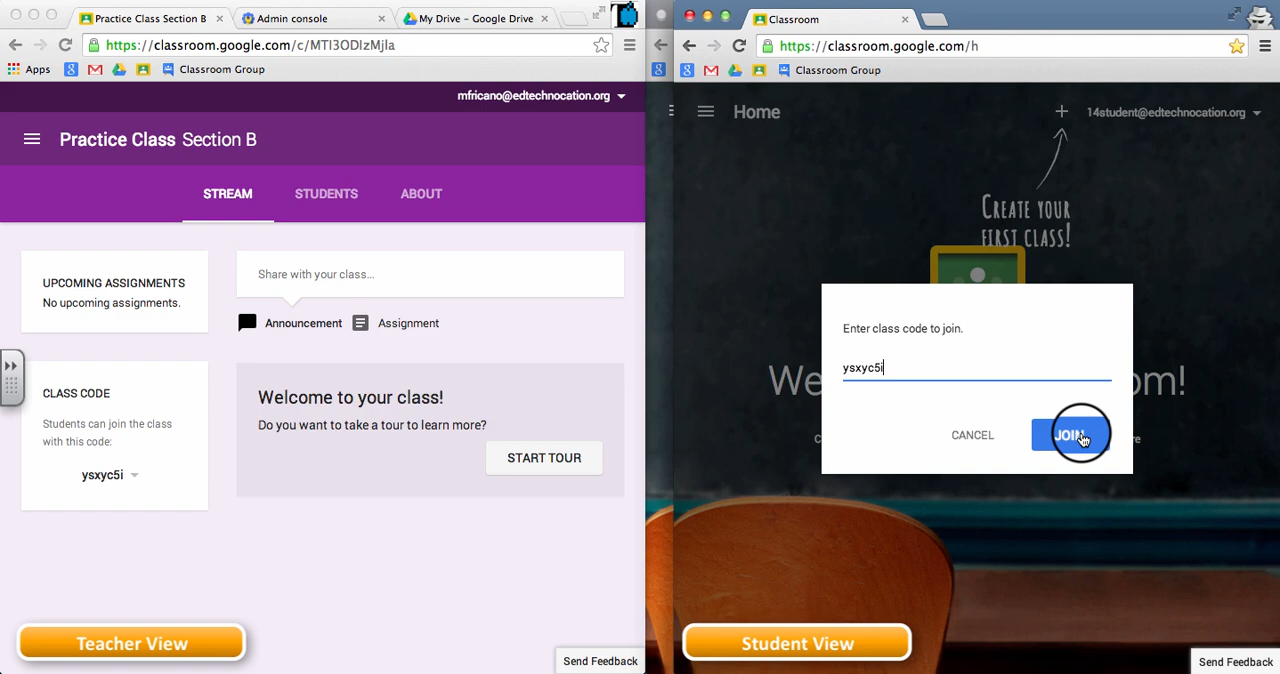 Practice Class Section B
Admin console
My Drive - Google Drive
https://classroom.google.com/c/MTI3ODIzMjla
Apps
Classroom Group
mfricano@edtechnocation.org
Practice Class Section B
STREAM
STUDENTS
ABOUT
UPCOMING ASSIGNMENTS
No upcoming assignments.
Share with your class...
Announcement
Assignment
CLASS CODE
Students can join the class
with this code:
ysxyc5i
Welcome to your class!
Do you want to take a tour to learn more?
START TOUR
Teacher View
Send Feedback
Classroom
https://classroom.google.com/h
Classroom Group
Home
14student@edtechnocation.org
CREATE YOUR
FIRST CLASS!
Enter class code to join.
ysxyc5i
CANCEL
JOIN
Student View
Send Feedback